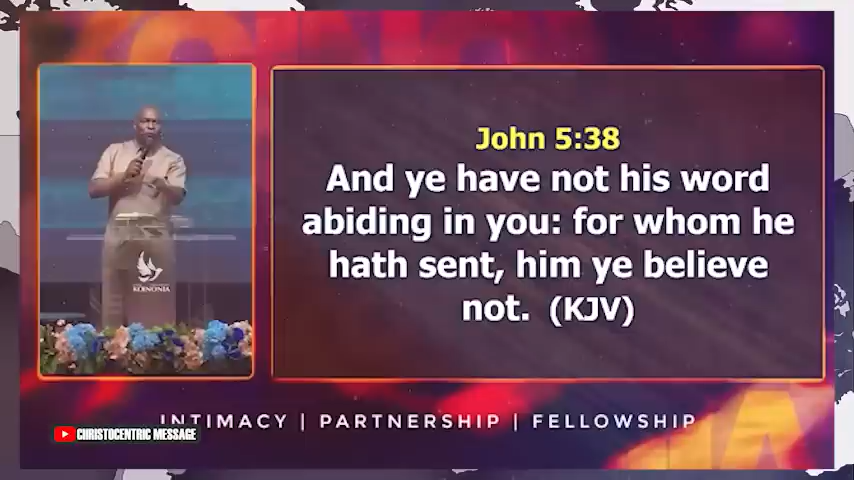 John 5:38
And ye have not his word
abiding in you: for whom he
hath sent, him ye believe
not. (KJV)
KOINONIA
INTIMACY | PARTNERSHIP | FELLOWSHIP
CHRISTOCENTRIC MESSAGE